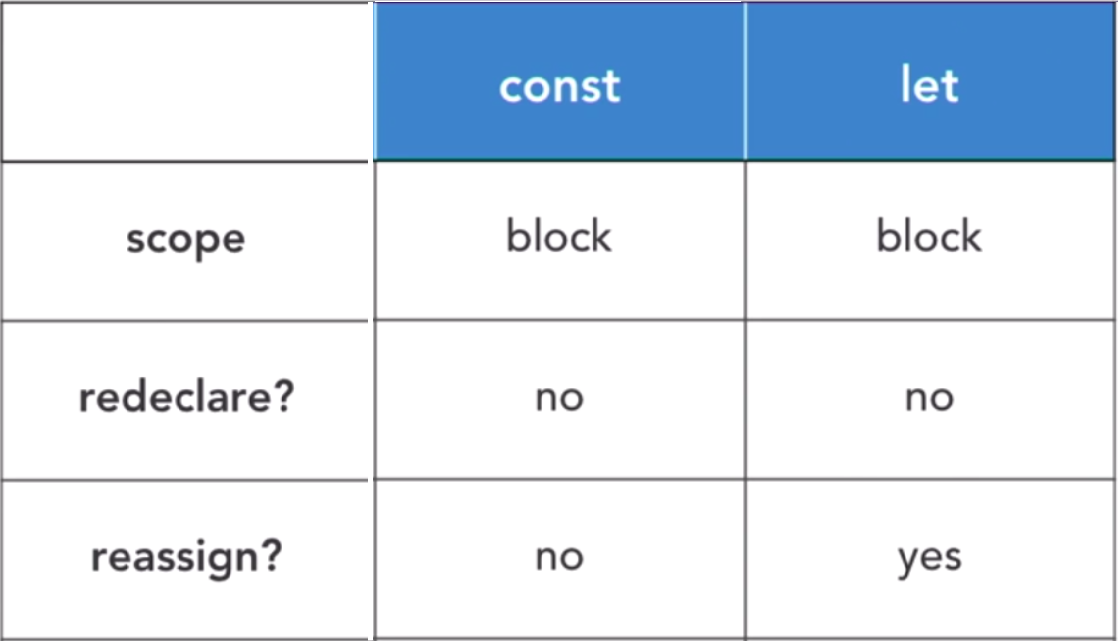 const let
scope block block
redeclare? no no
reassign? no yes